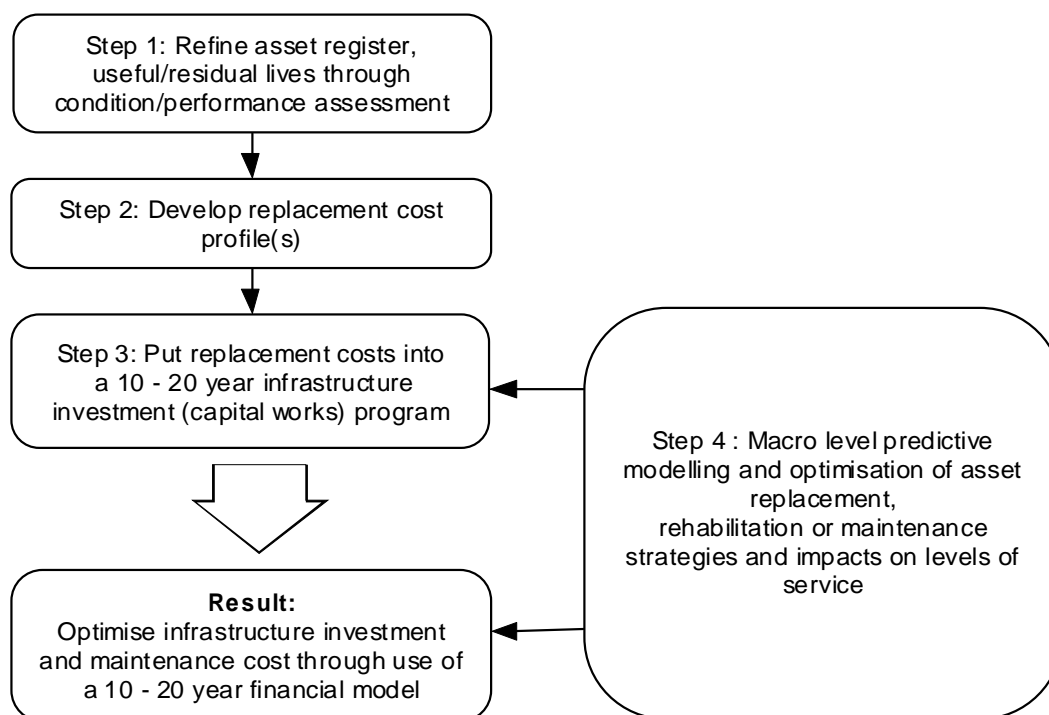 Step 1: Refine asset register,
useful/residual lives through
condition/performance assessment
Step 2: Develop replacement cost
profile(s)
Step 3: Put replacement costs into
a 10 - 20 year infrastructure
investment (capital works) program
Step 4 : Macro level predictive
modelling and optimisation of asset
replacement,
rehabilitation or maintenance
strategies and impacts on levels of
service
Result:
Optimise infrastructure investment
and maintenance cost through use of
a 10 - 20 year financial model